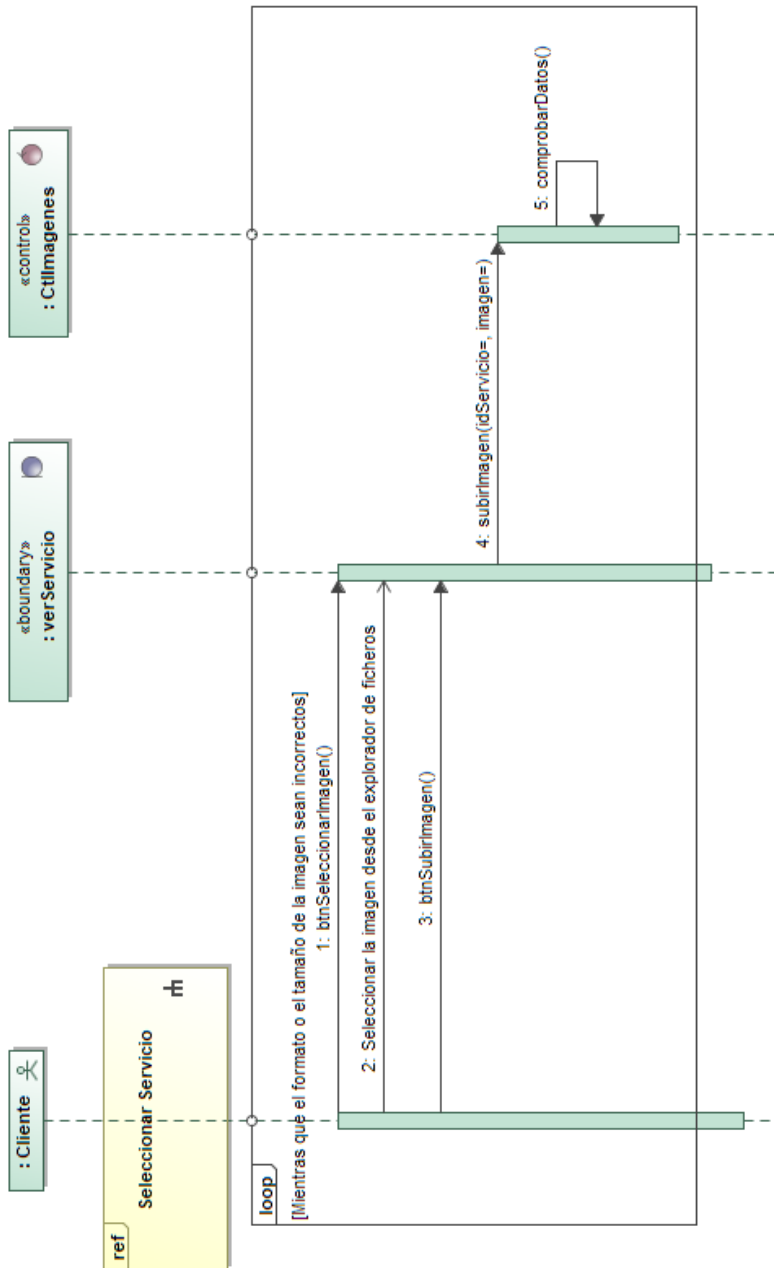 : Cliente
«boundary»
: verServicio
«control»
: CtlImagenes
ref
Seleccionar Servicio
loop
[Mientras que el formato o el tamaño de la imagen sean incorrectos]
1: btnSeleccionarImagen()
2: Seleccionar la imagen desde el explorador de ficheros
3: btnSubirImagen()
4: subirImagen(idServicio=, imagen=)
5: comprobarDatos()